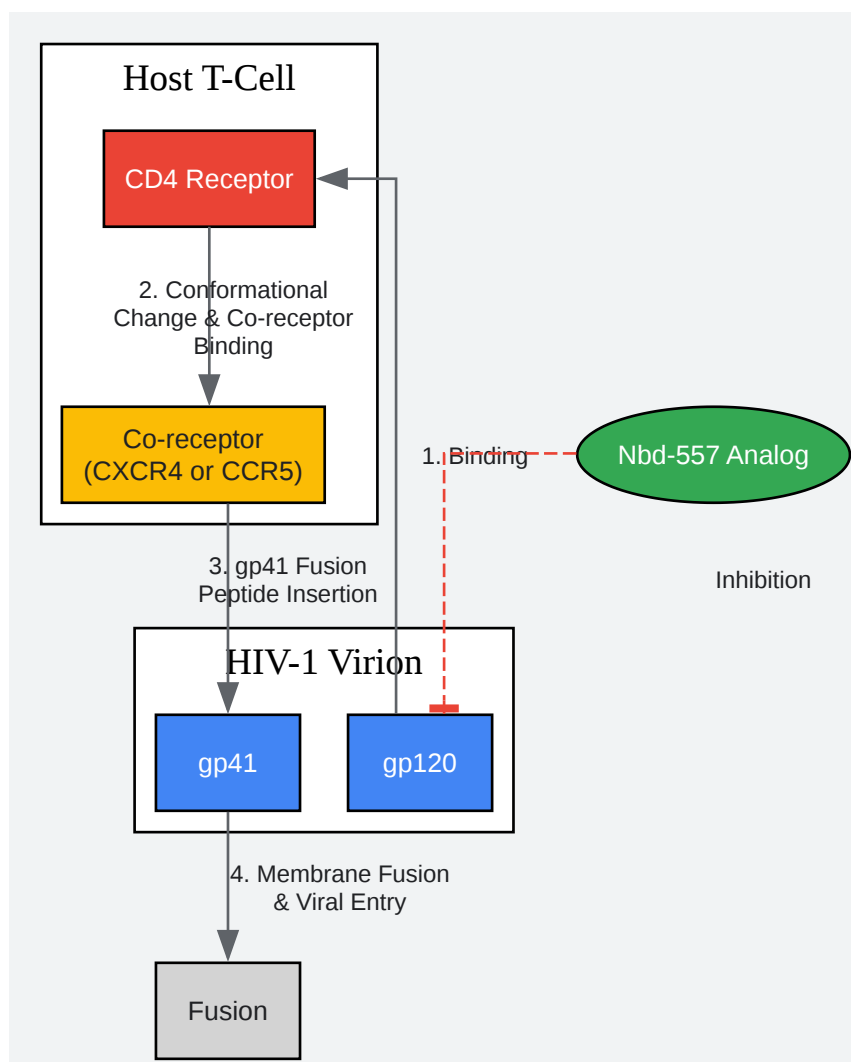 Host T-Cell
CD4 Receptor
2. Conformational
Change & Co-receptor
Binding
Co-receptor
(CXCR4 or CCR5)
1. Binding
Nbd-557 Analog
3. gp41 Fusion
Peptide Insertion
Inhibition
HIV-1 Virion
gp41
gp120
4. Membrane Fusion
& Viral Entry
Fusion